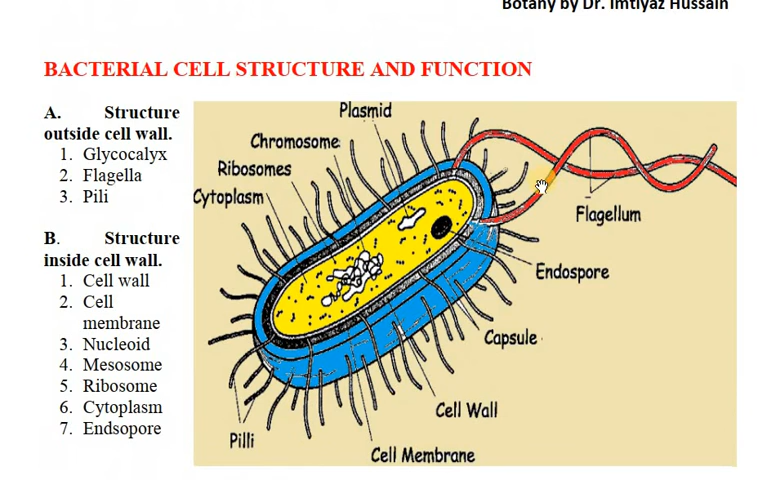 Botany by Dr. Imtiyaz Hussain
BACTERIAL CELL STRUCTURE AND FUNCTION
A. Structure
outside cell wall.
1. Glycocalyx
2. Flagella
3. Pili
B. Structure
inside cell wall.
1. Cell wall
2. Cell
membrane
3. Nucleoid
4. Mesosome
5. Ribosome
6. Cytoplasm
7. Endsopore
Plasmid
Chromosome
Ribosomes
Cytoplasm
Flagellum
Endospore
Capsule
Cell Wall
Pilli
Cell Membrane